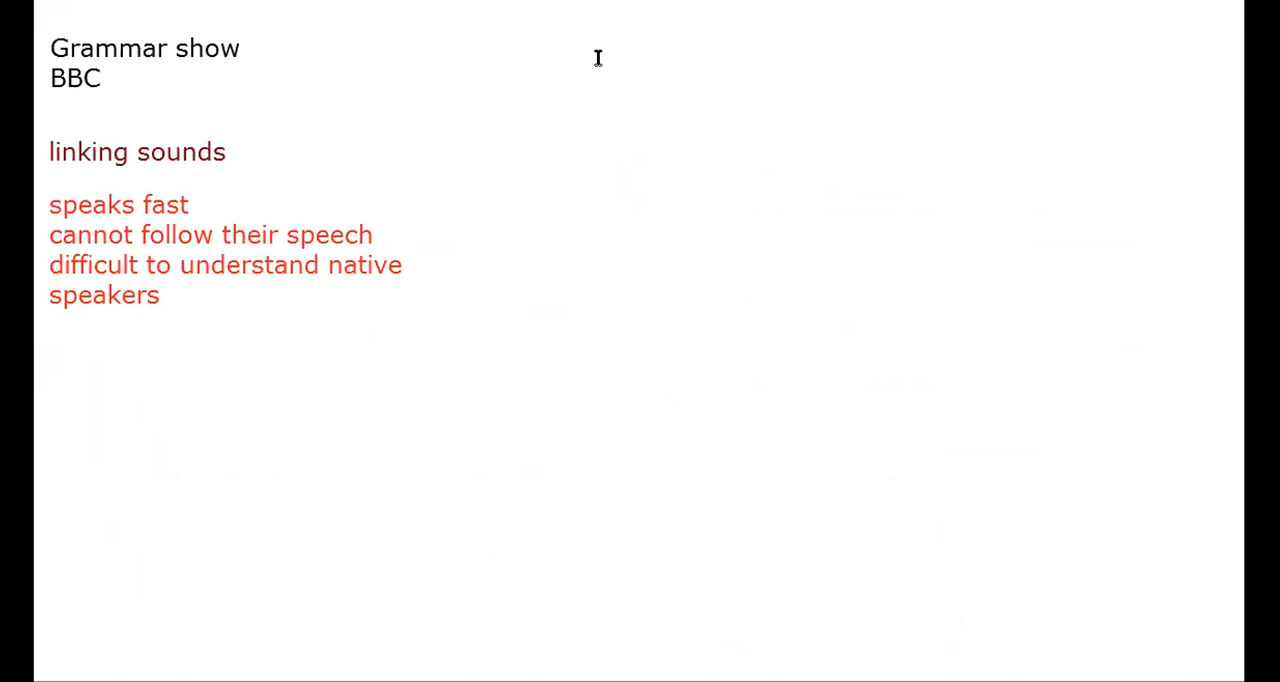 Grammar show
BBC
linking sounds
speaks fast
cannot follow their speech
difficult to understand native
speakers